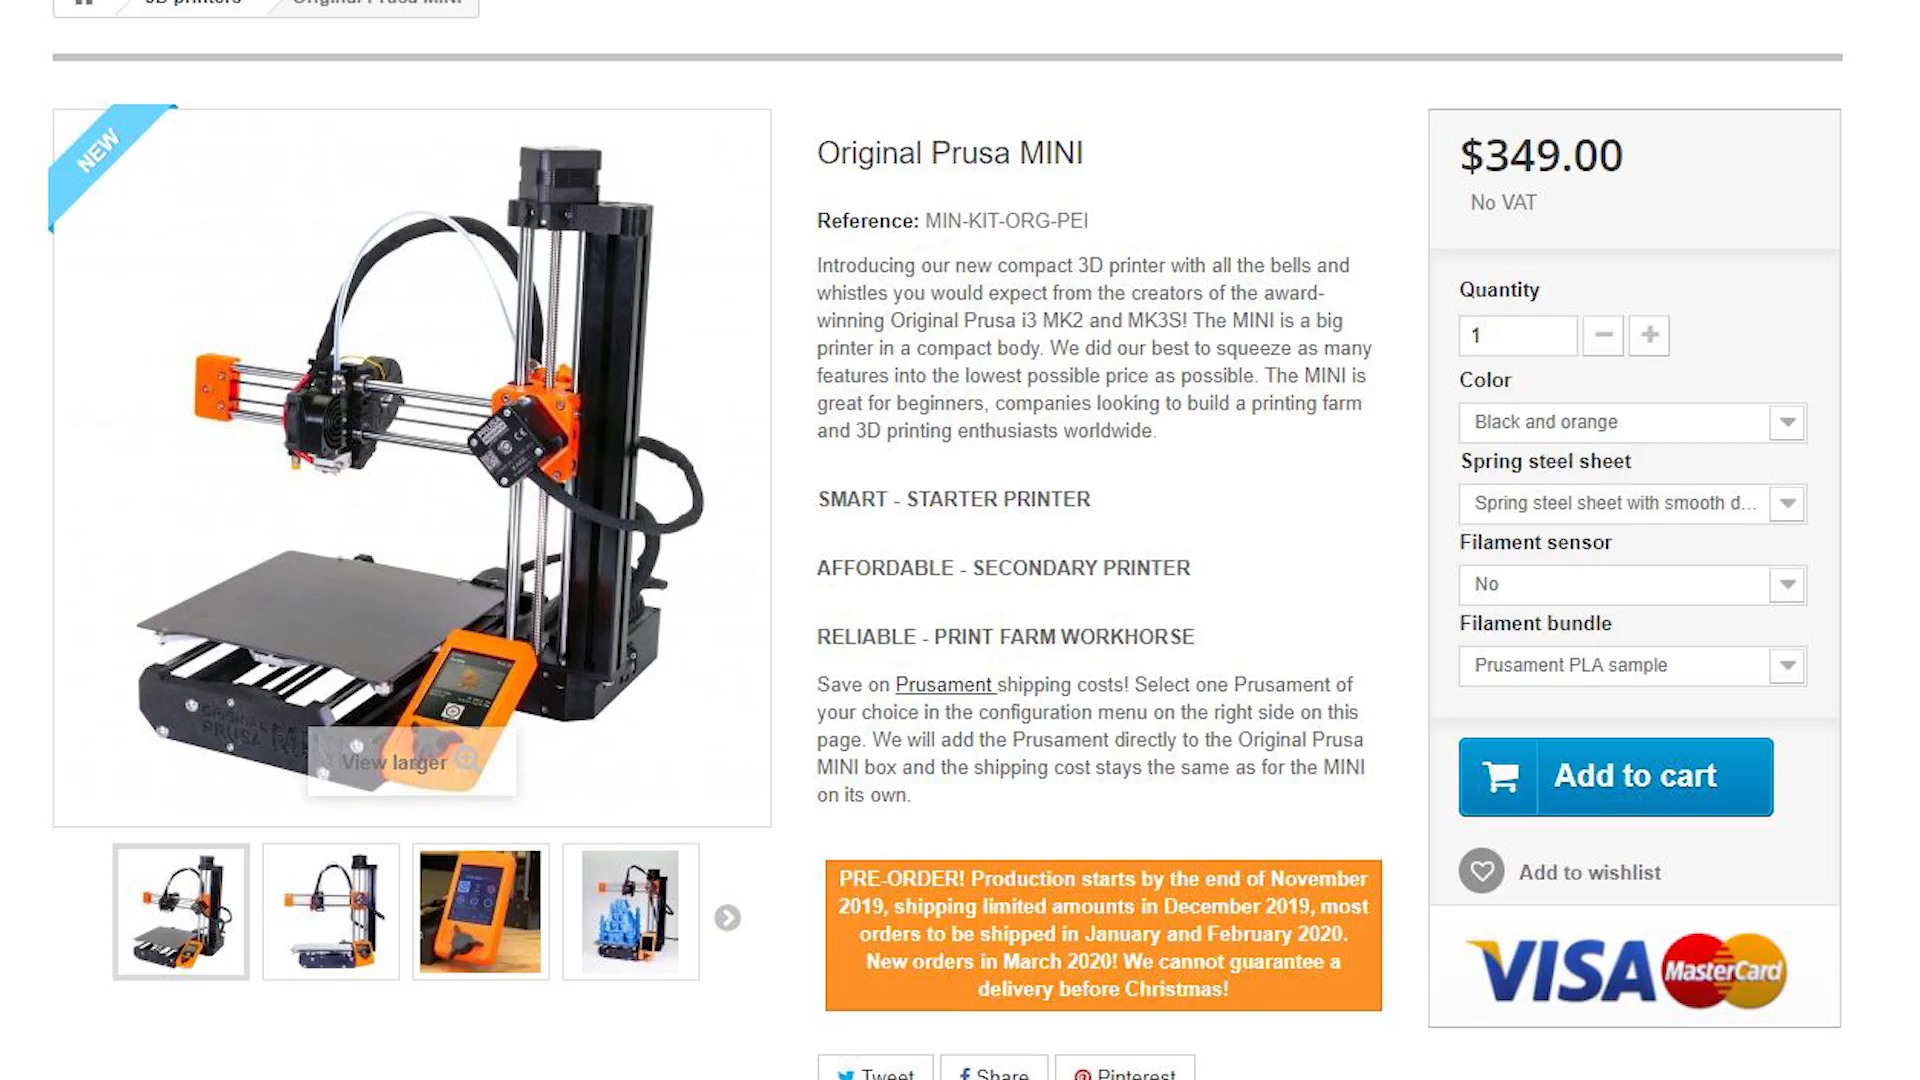 3D printers
Original Prusa MINI
NEW
View larger
Original Prusa MINI
Reference: MIN-KIT-ORG-PEI
Introducing our new compact 3D printer with all the bells and
whistles you would expect from the creators of the award-
winning Original Prusa i3 MK2 and MK3S! The MINI is a big
printer in a compact body. We did our best to squeeze as many
features into the lowest possible price as possible. The MINI is
great for beginners, companies looking to build a printing farm
and 3D printing enthusiasts worldwide.
SMART - STARTER PRINTER
AFFORDABLE - SECONDARY PRINTER
RELIABLE - PRINT FARM WORKHORSE
Save on Prusament shipping costs! Select one Prusament of
your choice in the configuration menu on the right side on this
page. We will add the Prusament directly to the Original Prusa
MINI box and the shipping cost stays the same as for the MINI
on its own.
PRE-ORDER! Production starts by the end of November
2019, shipping limited amounts in December 2019, most
orders to be shipped in January and February 2020.
New orders in March 2020! We cannot guarantee a
delivery before Christmas!
Tweet
Share
Pinterest
$349.00
No VAT
Quantity
1
Color
Black and orange
Spring steel sheet
Spring steel sheet with smooth d...
Filament sensor
No
Filament bundle
Prusament PLA sample
Add to cart
Add to wishlist
VISA
MasterCard